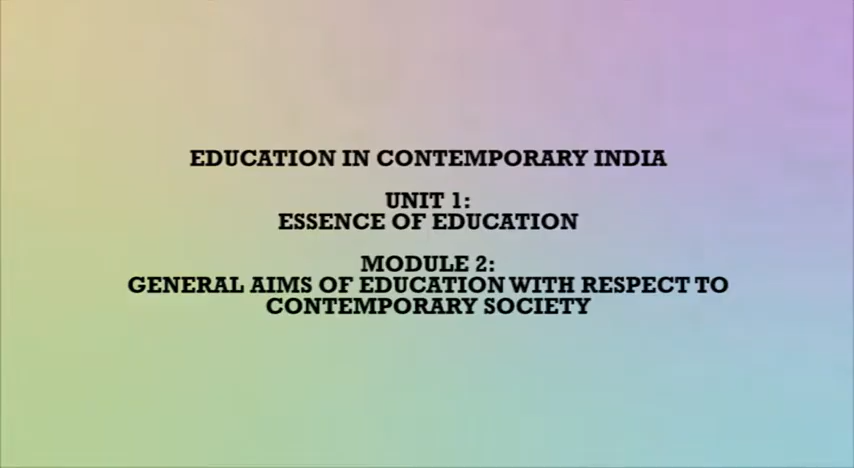 EDUCATION IN CONTEMPORARY INDIA
UNIT 1:
ESSENCE OF EDUCATION
MODULE 2:
GENERAL AIMS OF EDUCATION WITH RESPECT TO
CONTEMPORARY SOCIETY